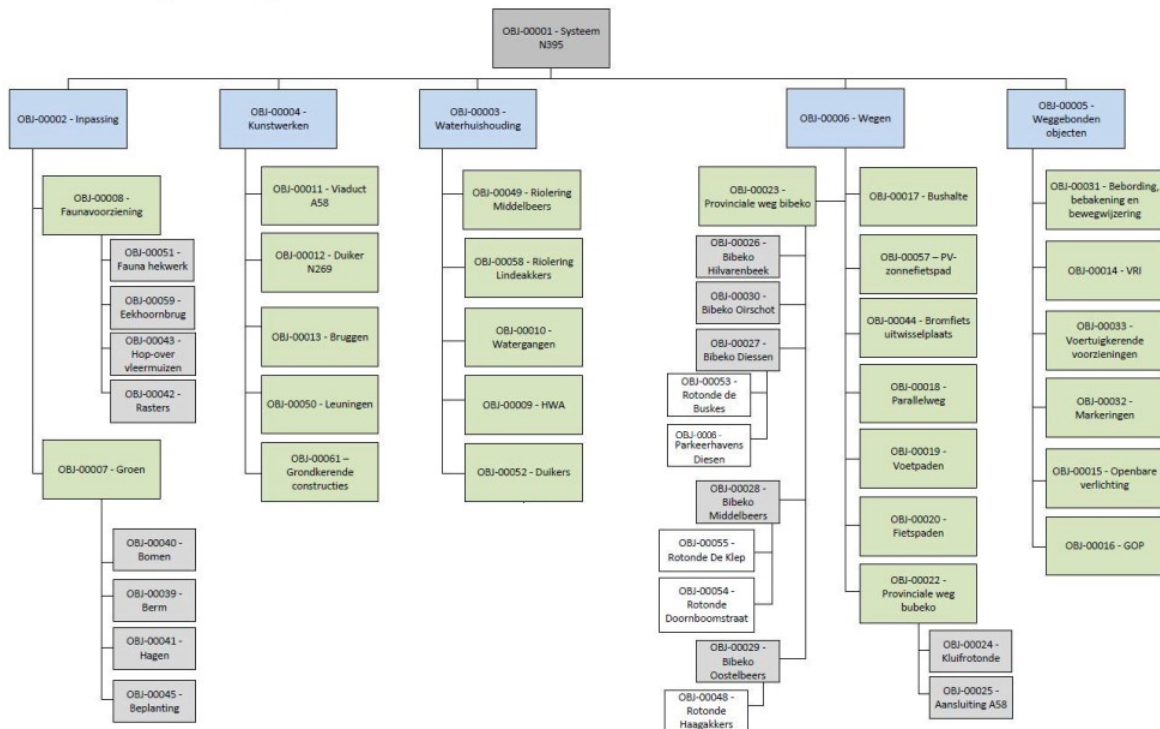 OBJ-00001 - Systeem
N395
OBJ-00002 - Inpassing
OBJ-00008 -
Faunavoorziening
OBJ-00051 -
Fauna hekwerk
OBJ-00059 -
Eekhoornbrug
OBJ-00043 -
Hop-over
vleermuizen
OBJ-00042 -
Rasters
OBJ-00007 - Groen
OBJ-00040 -
Bomen
OBJ-00039 -
Berm
OBJ-00041 -
Hagen
OBJ-00045 -
Beplanting
OBJ-00004 -
Kunstwerken
OBJ-00011 - Viaduct
A58
OBJ-00012 - Duiker
N269
OBJ-00013 - Bruggen
OBJ-00050 - Leuningen
OBJ-00061 –
Grondkerende
constructies
OBJ-00003 -
Waterhuishouding
OBJ-00049 - Riolering
Middelbeers
OBJ-00058 - Riolering
Lindeakkers
OBJ-00010 -
Watergangen
OBJ-00009 - HWA
OBJ-00052 - Duikers
OBJ-00006 - Wegen
OBJ-00023 -
Provinciale weg bibeko
OBJ-00026 -
Bibeko
Hilvarenbeek
OBJ-00030 -
Bibeko Oirschot
OBJ-00027 -
Bibeko Diessen
OBJ-00053 -
Rotonde de
Buskes
OBJ-0006 -
Parkeerhavens
Diesen
OBJ-00028 -
Bibeko
Middelbeers
OBJ-00055 -
Rotonde De Klep
OBJ-00054 -
Rotonde
Doornboomstraat
OBJ-00029 -
Bibeko
Oostelbeers
OBJ-00048 -
Rotonde
Haagakkers
OBJ-00017 - Bushalte
OBJ-00057 – PV-
zonnefietspad
OBJ-00044 - Bromfiets
uitwisselplaats
OBJ-00018 -
Parallelweg
OBJ-00019 -
Voetpaden
OBJ-00020 -
Fietspaden
OBJ-00022 -
Provinciale weg
bubeko
OBJ-00024 -
Kluifrotonde
OBJ-00025 -
Aansluiting A58
OBJ-00005 -
Weggebonden
objecten
OBJ-00031 - Bebording,
bebakening en
bewegwijzering
OBJ-00014 - VRI
OBJ-00033 -
Voertuigkerende
voorzieningen
OBJ-00032 -
Markeringen
OBJ-00015 - Openbare
verlichting
OBJ-00016 - GOP